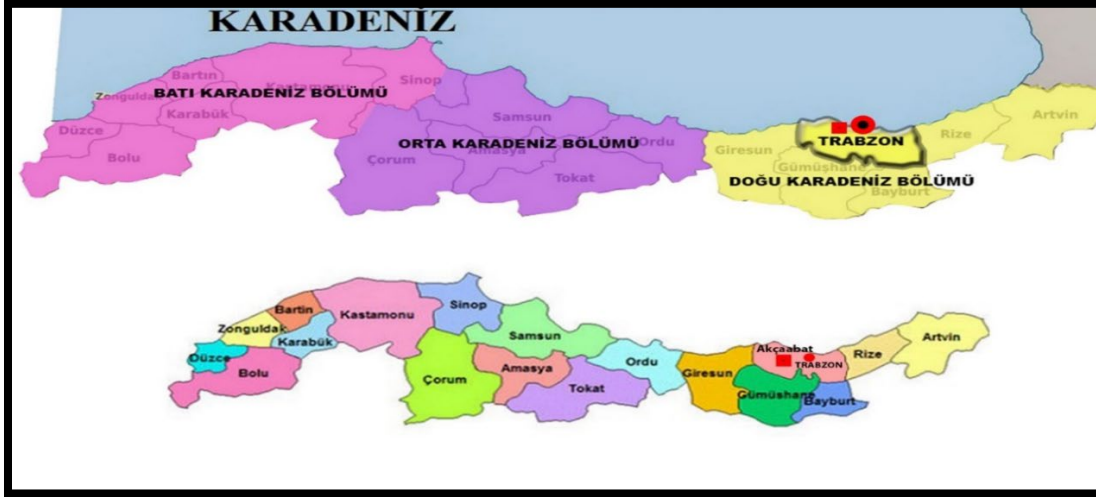 KARADENİZ
Bartın
Kastamonu
Sinop
Zonguldak
BATI KARADENİZ BÖLÜMÜ
Karabük
Düzce
Bolu
Samsun
ORTA KARADENİZ BÖLÜMÜ
Ordu
Amasya
Çorum
Tokat
Artvin
Rize
TRABZON
Giresun
Gümüşhane
DOĞU KARADENİZ BÖLÜMÜ
Bayburt
Bartin
Kastamonu
Sinop
Zonguldak
Karabük
Samsun
Düzce
Bolu
Çorum
Amasya
Tokat
Ordu
Giresun
Akçaabat
TRABZON
Rize
Artvin
Gümüşhane
Bayburt